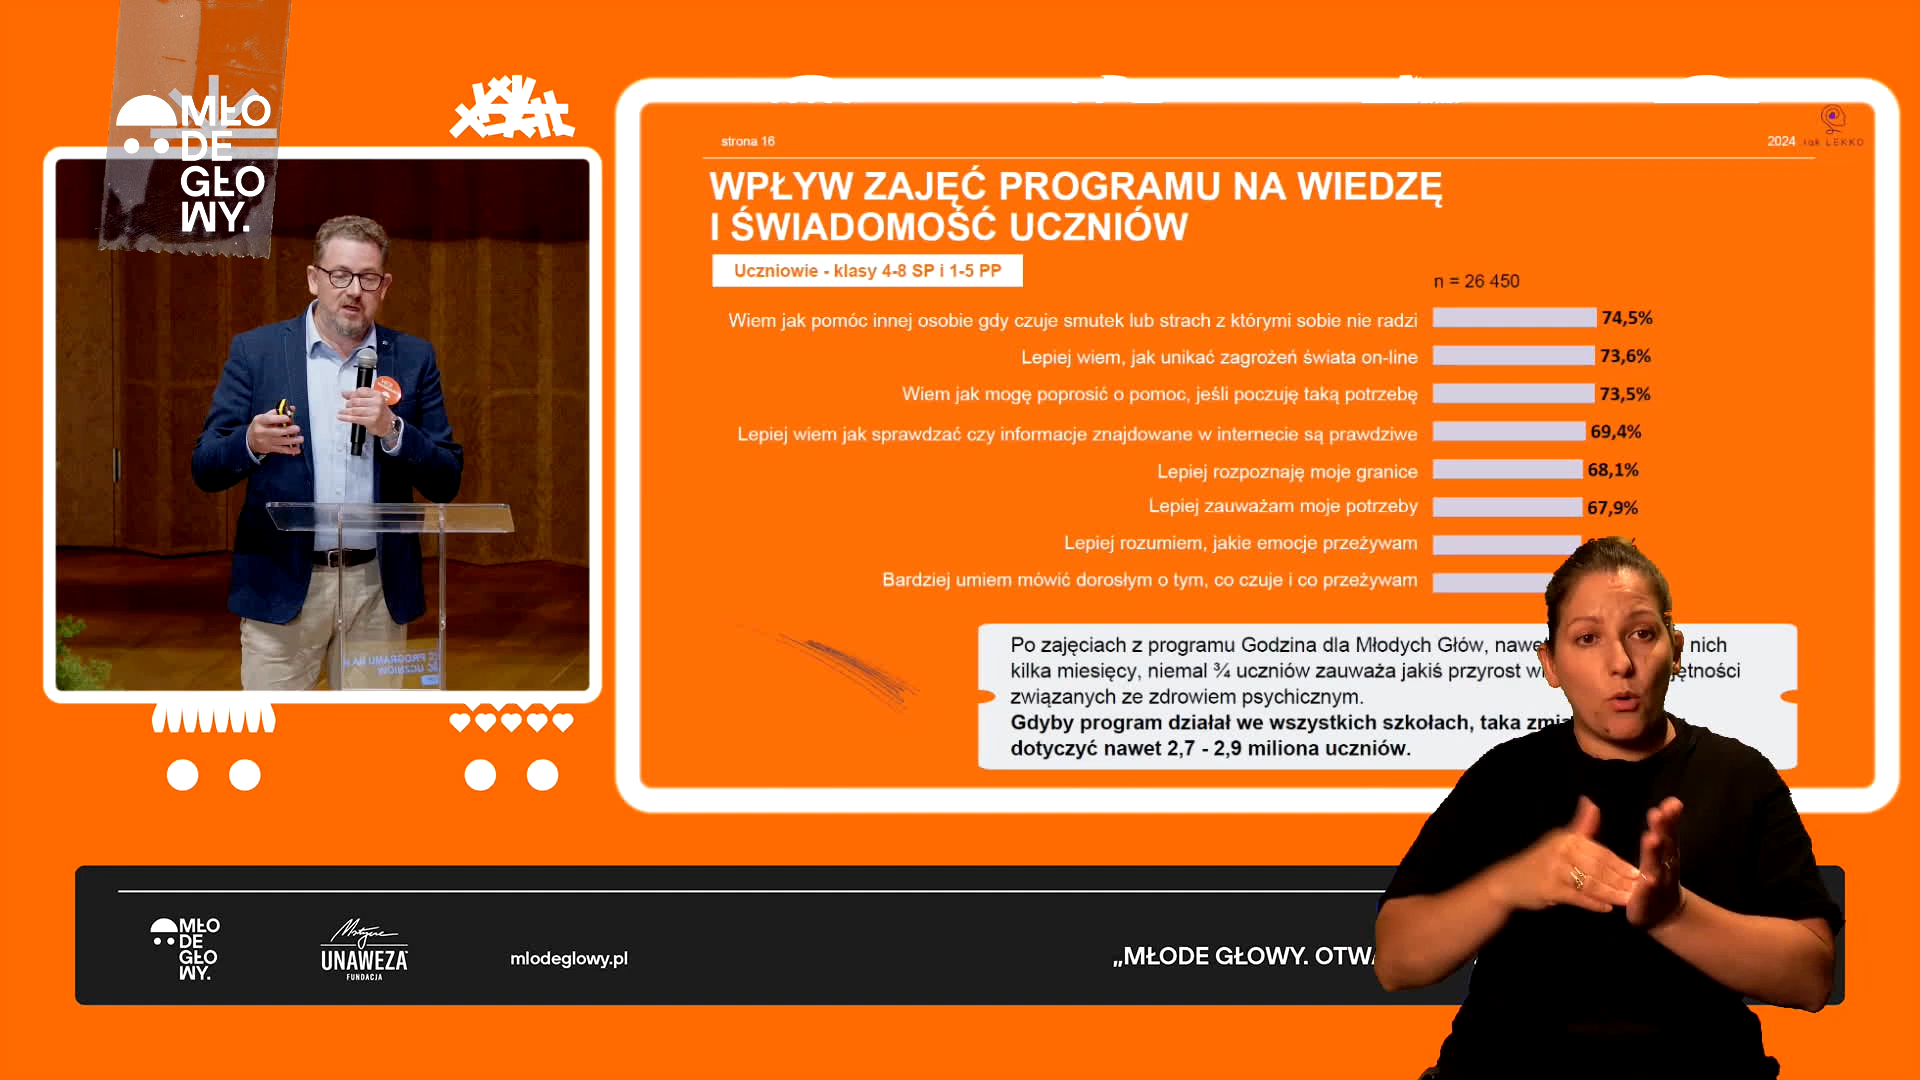 MŁO
DE
GŁO
WY.
strona 16
2024
tak LEKKO
WPŁYW ZAJĘĆ PROGRAMU NA WIEDZĘ
I ŚWIADOMOŚĆ UCZNIÓW
Uczniowie - klasy 4-8 SP i 1-5 PP
n = 26 450
Wiem jak pomóc innej osobie gdy czuje smutek lub strach z którymi sobie nie radzi 74,5%
Lepiej wiem, jak unikać zagrożeń świata on-line 73,6%
Wiem jak mogę poprosić o pomoc, jeśli poczuję taką potrzebę 73,5%
Lepiej wiem jak sprawdzać czy informacje znajdowane w internecie są prawdziwe 69,4%
Lepiej rozpoznaję moje granice 68,1%
Lepiej zauważam moje potrzeby 67,9%
Lepiej rozumiem, jakie emocje przeżywam
Bardziej umiem mówić dorosłym o tym, co czuje i co przeżywam
Po zajęciach z programu Godzina dla Młodych Głów, nich
kilka miesięcy, niemal ¾ uczniów zauważa jakiś przyrost
związanych ze zdrowiem psychicznym.
Gdyby program działał we wszystkich szkołach, taka
dotyczyć nawet 2,7 - 2,9 miliona uczniów.
MŁO
DE
GŁO
WY.
Martyna
UNAWEZA
FUNDACJA
mlodeglowy.pl
„MŁODE GŁOWY.